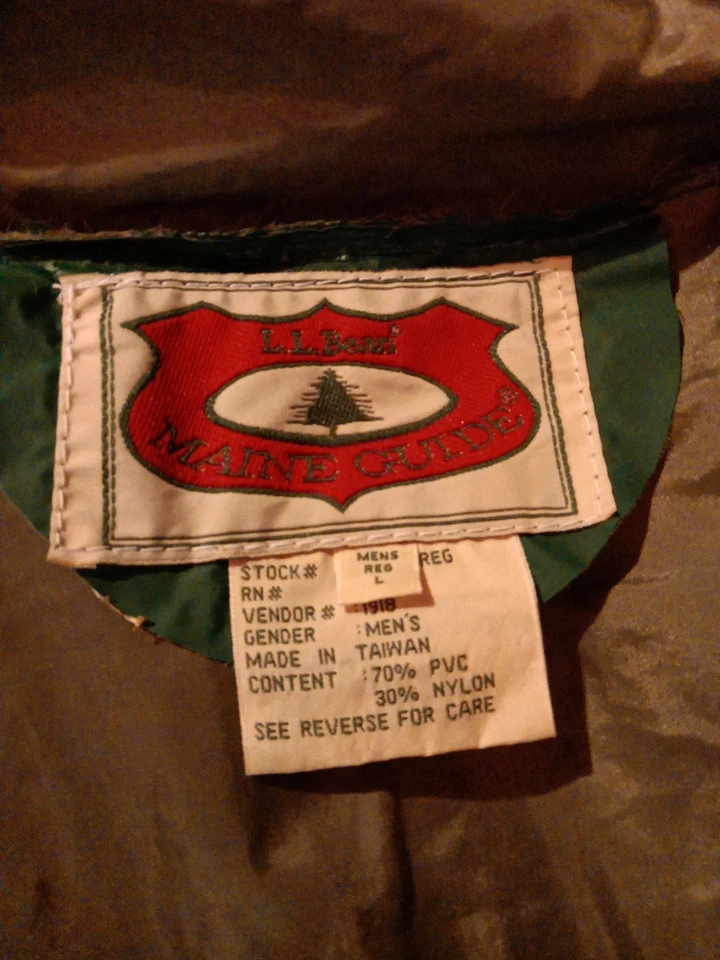 L.L.Bean®
MAINE GUIDE®
MENS
REG
L
STOCK# REG
RN#
VENDOR # :1918
GENDER :MEN'S
MADE IN TAIWAN
CONTENT :70% PVC
30% NYLON
SEE REVERSE FOR CARE